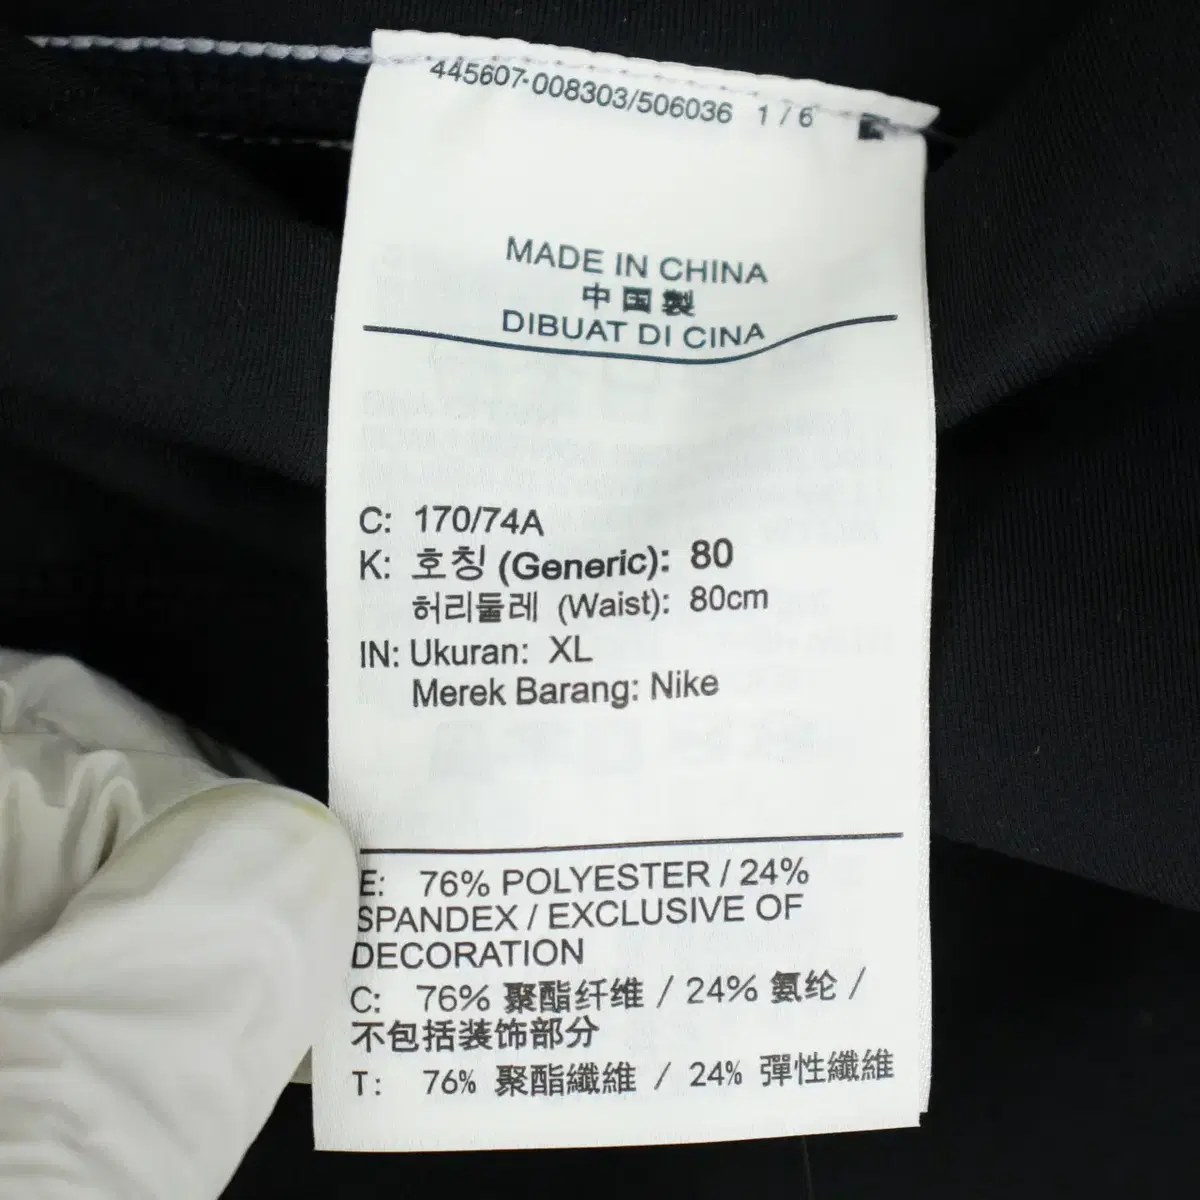 445607-008303/506036 1 / 6
MADE IN CHINA
中国製
DIBUAT DI CINA
C: 170/74A
K: 호칭 (Generic): 80
허리둘레 (Waist): 80cm
IN: Ukuran: XL
Merek Barang: Nike
E: 76% POLYESTER / 24%
SPANDEX / EXCLUSIVE OF
DECORATION
C: 76% 聚酯纤维 / 24% 氨纶 /
不包括装饰部分
T: 76% 聚酯纖維 / 24% 彈性纖維